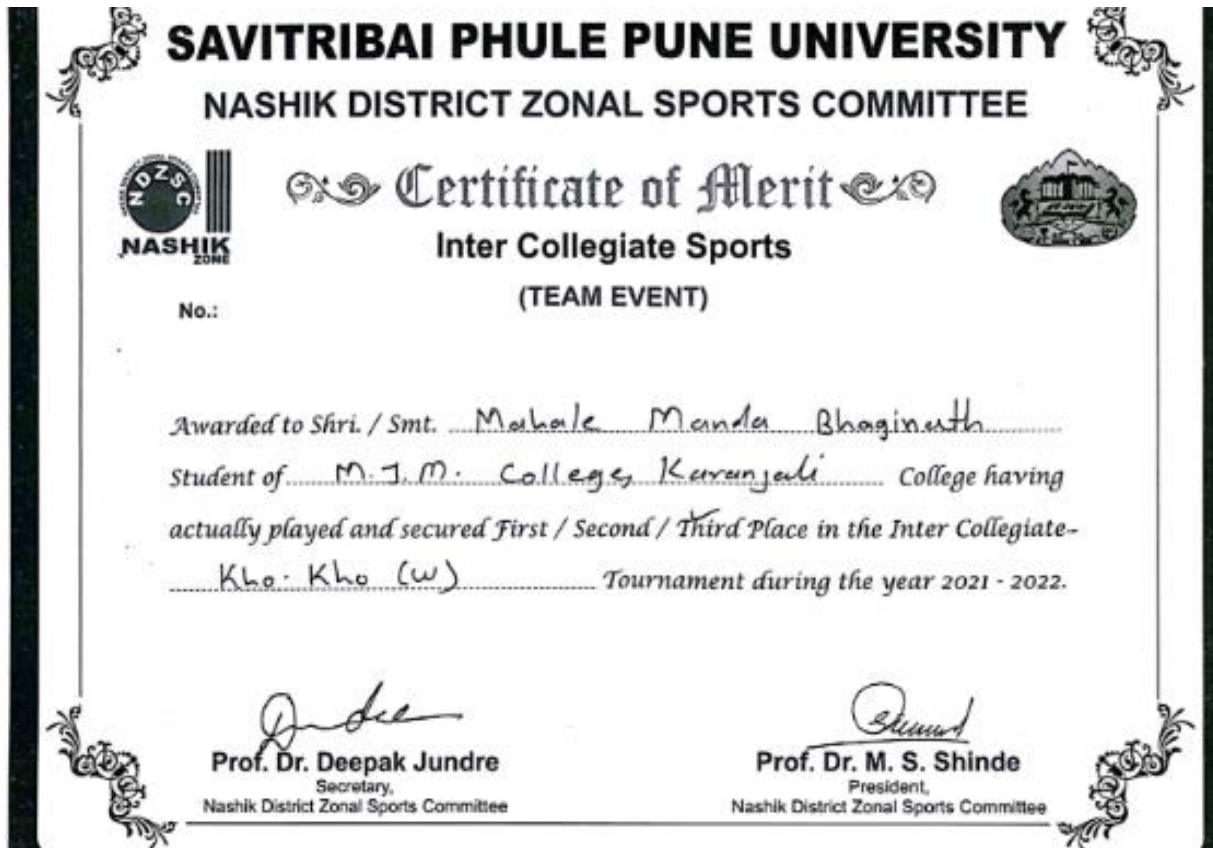 SAVITRIBAI PHULE PUNE UNIVERSITY
NASHIK DISTRICT ZONAL SPORTS COMMITTEE
NDZSC
NASHIK
ZONE
Certificate of Merit
Inter Collegiate Sports
(TEAM EVENT)
No.:
Awarded to Shri. / Smt. Mahale Manda Bhaginath
Student of M.J.M. College, Karanjali College having
actually played and secured First / Second / Third Place in the Inter Collegiate-
Kho-Kho (W) Tournament during the year 2021 - 2022.
Prof. Dr. Deepak Jundre
Secretary,
Nashik District Zonal Sports Committee
Prof. Dr. M. S. Shinde
President,
Nashik District Zonal Sports Committee